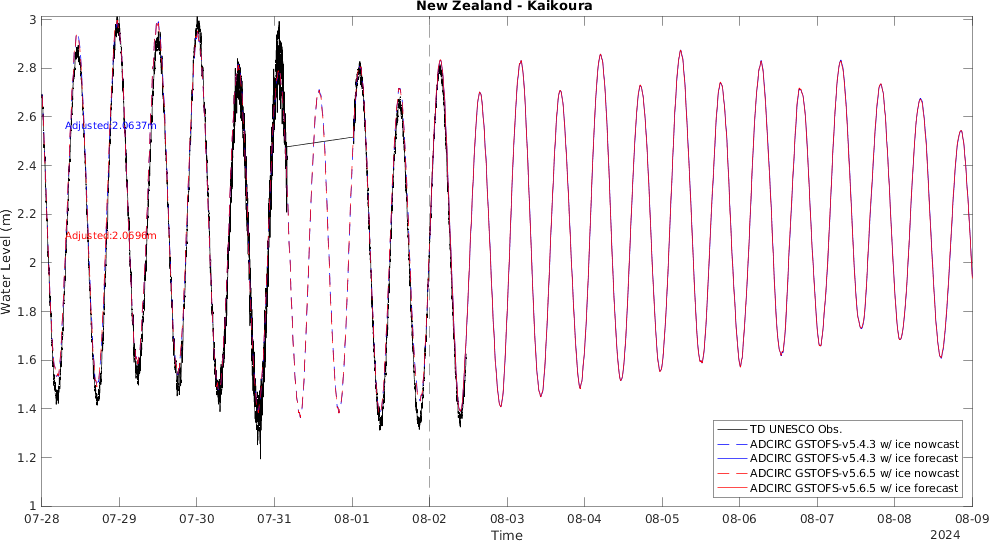 New Zealand - Kaikoura
3
2.8
2.6
2.4
2.2
2
1.8
1.6
1.4
1.2
1
Water Level (m)
Adjusted:2.0637m
Adjusted:2.0696m
TD UNESCO Obs.
ADCIRC GSTOFS-v5.4.3 w/ ice nowcast
ADCIRC GSTOFS-v5.4.3 w/ ice forecast
ADCIRC GSTOFS-v5.6.5 w/ ice nowcast
ADCIRC GSTOFS-v5.6.5 w/ ice forecast
07-28 07-29 07-30 07-31 08-01 08-02 08-03 08-04 08-05 08-06 08-07 08-08 08-09
Time
2024